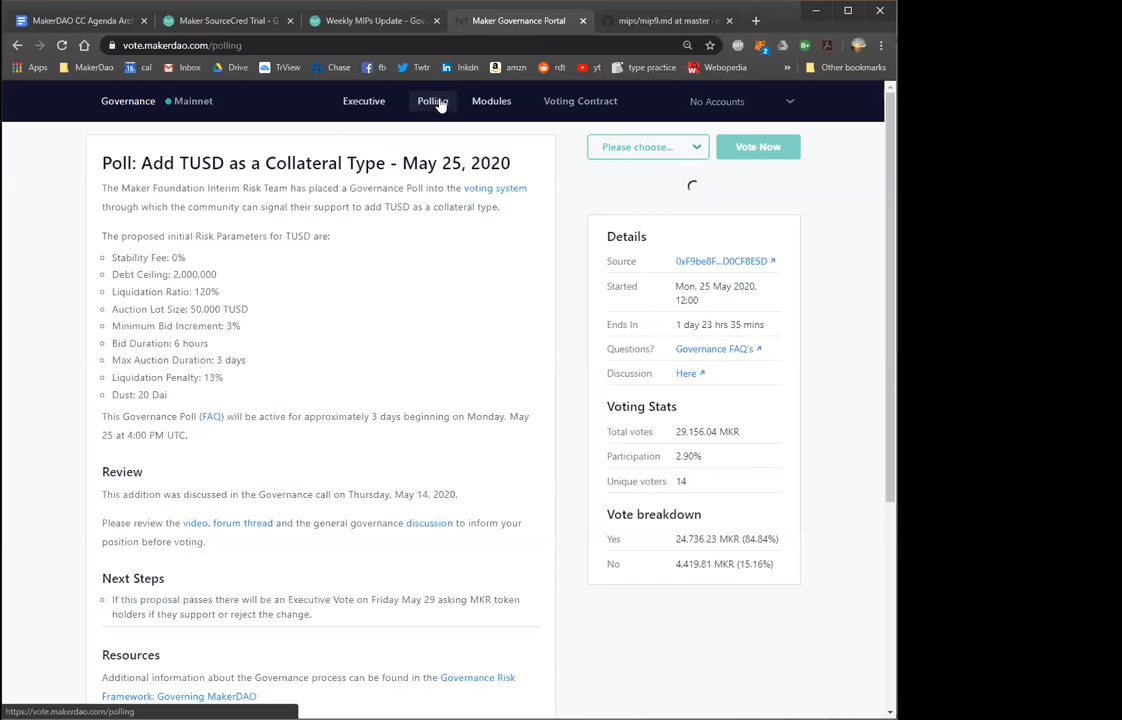 MakerDAO CC Agenda Arch
Maker SourceCred Trial - G
Weekly MIPs Update - Gov
Maker Governance Portal
mips/mip9.md at master · m
vote.makerdao.com/polling
Apps
MakerDao
cal
Inbox
Drive
TrView
Chase
fb
Twtr
lnkdn
amzn
rdt
yt
type practice
Webopedia
»
Other bookmarks
Governance
Mainnet
Executive
Polling
Modules
Voting Contract
No Accounts
Poll: Add TUSD as a Collateral Type - May 25, 2020
The Maker Foundation Interim Risk Team has placed a Governance Poll into the voting system
through which the community can signal their support to add TUSD as a collateral type.
The proposed initial Risk Parameters for TUSD are:
Stability Fee: 0%
Debt Ceiling: 2,000,000
Liquidation Ratio: 120%
Auction Lot Size: 50,000 TUSD
Minimum Bid Increment: 3%
Bid Duration: 6 hours
Max Auction Duration: 3 days
Liquidation Penalty: 13%
Dust: 20 Dai
This Governance Poll (FAQ) will be active for approximately 3 days beginning on Monday, May
25 at 4:00 PM UTC.
Review
This addition was discussed in the Governance call on Thursday, May 14, 2020.
Please review the video, forum thread and the general governance discussion to inform your
position before voting.
Next Steps
If this proposal passes there will be an Executive Vote on Friday May 29 asking MKR token
holders if they support or reject the change.
Resources
Additional information about the Governance process can be found in the Governance Risk
Framework: Governing MakerDAO
Please choose...
Vote Now
Details
Source 0xF9be8F...D0CF8E5D
Started Mon, 25 May 2020,
12:00
Ends In 1 day 23 hrs 35 mins
Questions? Governance FAQ's
Discussion Here
Voting Stats
Total votes 29,156.04 MKR
Participation 2.90%
Unique voters 14
Vote breakdown
Yes 24,736.23 MKR (84.84%)
No 4,419.81 MKR (15.16%)
https://vote.makerdao.com/polling